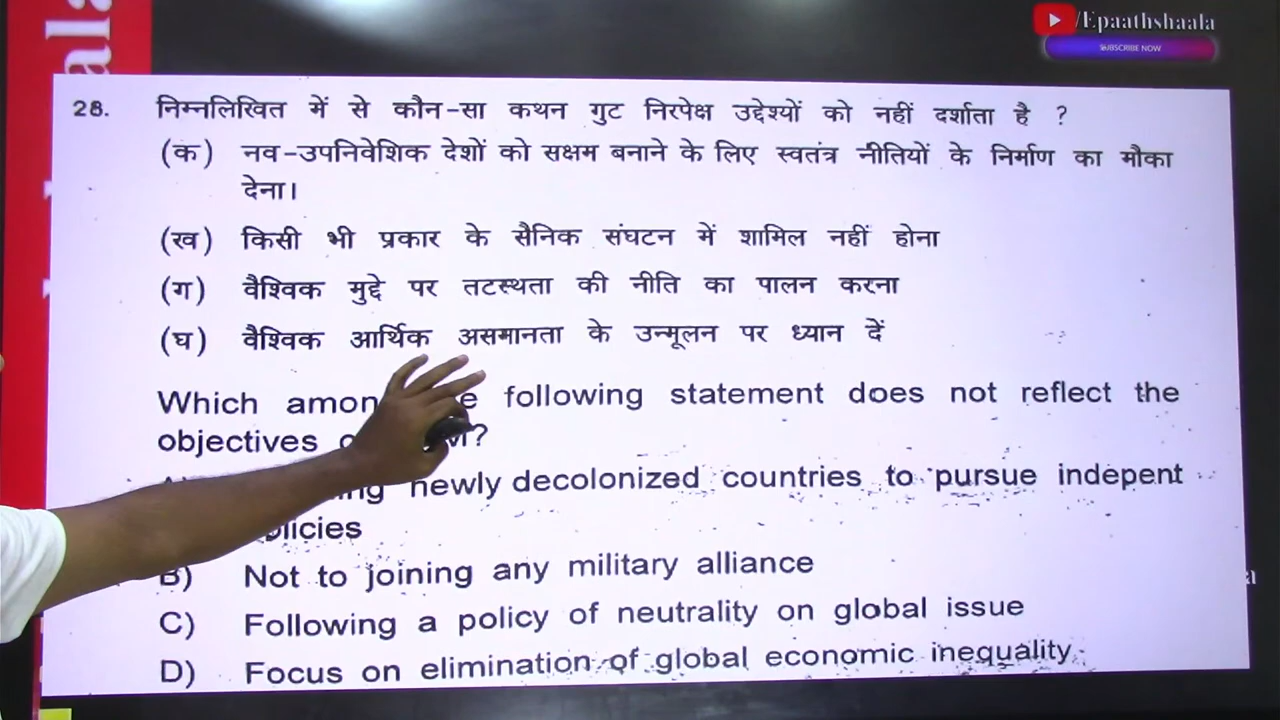 /Epaathshaala
SUBSCRIBE NOW
28. निम्नलिखित में से कौन-सा कथन गुट निरपेक्ष उद्देश्यों को नहीं दर्शाता है ?
(क) नव-उपनिवेशिक देशों को सक्षम बनाने के लिए स्वतंत्र नीतियों के निर्माण का मौका
देना।
(ख) किसी भी प्रकार के सैनिक संघटन में शामिल नहीं होना
(ग) वैश्विक मुद्दे पर तटस्थता की नीति का पालन करना
(घ) वैश्विक आर्थिक असमानता के उन्मूलन पर ध्यान दें
Which following statement does not reflect the
objectives
newly decolonized countries to pursue indepent
B) Not to joining any military alliance
C) Following a policy of neutrality on global issue
D) Focus on elimination of global economic inequality